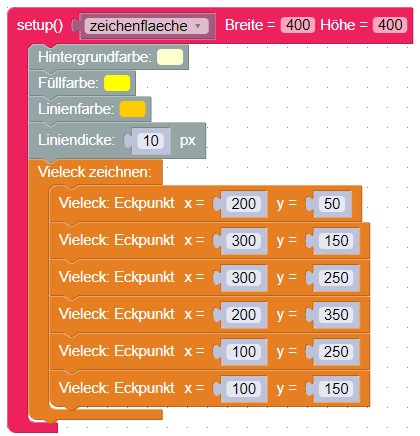 setup() zeichenflaeche Breite = 400 Höhe = 400
Hintergrundfarbe:
Füllfarbe:
Linienfarbe:
Liniendicke: 10 px
Vieleck zeichnen:
Vieleck: Eckpunkt x = 200 y = 50
Vieleck: Eckpunkt x = 300 y = 150
Vieleck: Eckpunkt x = 300 y = 250
Vieleck: Eckpunkt x = 200 y = 350
Vieleck: Eckpunkt x = 100 y = 250
Vieleck: Eckpunkt x = 100 y = 150